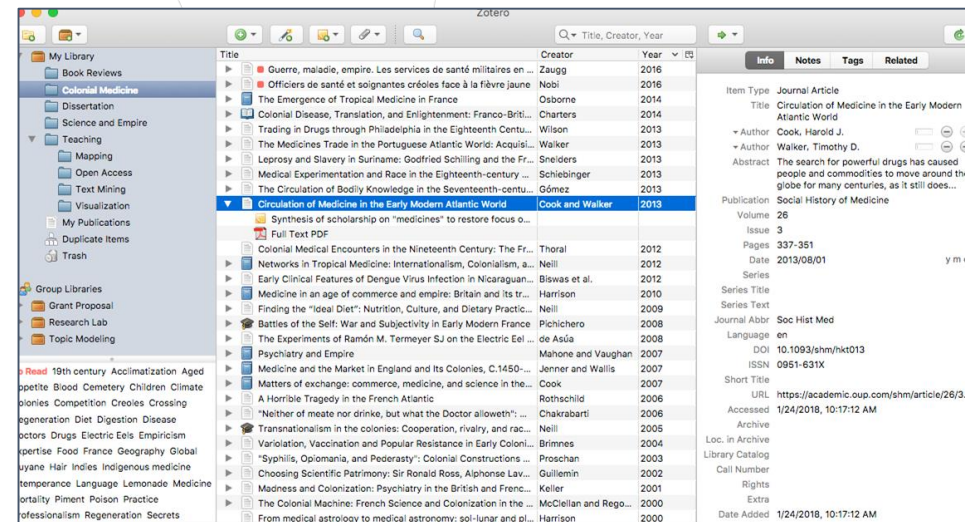 Zotero
Title, Creator, Year
My Library
Book Reviews
Colonial Medicine
Dissertation
Science and Empire
Teaching
Mapping
Open Access
Text Mining
Visualization
My Publications
Duplicate Items
Trash
Group Libraries
Grant Proposal
Research Lab
Topic Modeling
Read 19th century Acclimatization Aged
Blood Cemetery Children Climate
Competition Creoles Crossing
Diet Digestion Disease
Drugs Electric Eels Empiricism
Food France Geography Global
Hair Indies Indigenous medicine
Language Lemonade Medicine
Piment Poison Practice
Regeneration Secrets
Title Creator Year
Guerre, maladie, empire. Les services de santé militaires en ... Zaugg 2016
Officiers de santé et soignantes créoles face à la fièvre jaune Nobi 2016
The Emergence of Tropical Medicine in France Osborne 2014
Colonial Disease, Translation, and Enlightenment: Franco-Briti... Charters 2014
Trading in Drugs through Philadelphia in the Eighteenth Centu... Wilson 2013
The Medicines Trade in the Portuguese Atlantic World: Acquisi... Walker 2013
Leprosy and Slavery in Suriname: Godfried Schilling and the Fr... Snelders 2013
Medical Experimentation and Race in the Eighteenth-century ... Schiebinger 2013
The Circulation of Bodily Knowledge in the Seventeenth-centu... Gómez 2013
Circulation of Medicine in the Early Modern Atlantic World Cook and Walker 2013
Synthesis of scholarship on "medicines" to restore focus o...
Full Text PDF
Colonial Medical Encounters in the Nineteenth Century: The Fr... Thoral 2012
Networks in Tropical Medicine: Internationalism, Colonialism, a... Neill 2012
Early Clinical Features of Dengue Virus Infection in Nicaraguan... Biswas et al. 2012
Medicine in an age of commerce and empire: Britain and its tr... Harrison 2010
Finding the "Ideal Diet": Nutrition, Culture, and Dietary Practic... Neill 2009
Battles of the Self: War and Subjectivity in Early Modern France Pichichero 2008
The Experiments of Ramón M. Termeyer SJ on the Electric Eel ... de Asúa 2008
Psychiatry and Empire Mahone and Vaughan 2007
Medicine and the Market in England and Its Colonies, C.1450-... Jenner and Wallis 2007
Matters of exchange: commerce, medicine, and science in the... Cook 2007
A Horrible Tragedy in the French Atlantic Rothschild 2006
"Neither of meate nor drinke, but what the Doctor alloweth": ... Chakrabarti 2006
Transnationalism in the colonies: Cooperation, rivalry, and rac... Neill 2005
Variolation, Vaccination and Popular Resistance in Early Coloni... Brimnes 2004
"Syphilis, Opiomania, and Pederasty": Colonial Constructions ... Proschan 2003
Choosing Scientific Patrimony: Sir Ronald Ross, Alphonse Lav... Guillemin 2002
Madness and Colonization: Psychiatry in the British and Frenc... Keller 2001
The Colonial Machine: French Science and Colonization in the ... McClellan and Rego... 2000
From medical astrology to medical astronomy: sol-lunar and pl... Harrison 2000
Info Notes Tags Related
Item Type Journal Article
Title Circulation of Medicine in the Early Modern
Atlantic World
Author Cook, Harold J.
Author Walker, Timothy D.
Abstract The search for powerful drugs has caused
people and commodities to move around the
globe for many centuries, as it still does...
Publication Social History of Medicine
Volume 26
Issue 3
Pages 337-351
Date 2013/08/01 y m
Series
Series Title
Series Text
Journal Abbr Soc Hist Med
Language en
DOI 10.1093/shm/hkt013
ISSN 0951-631X
Short Title
URL https://academic.oup.com/shm/article/26/3
Accessed 1/24/2018, 10:17:12 AM
Archive
Loc. in Archive
Library Catalog
Call Number
Rights
Extra
Date Added 1/24/2018, 10:17:12 AM